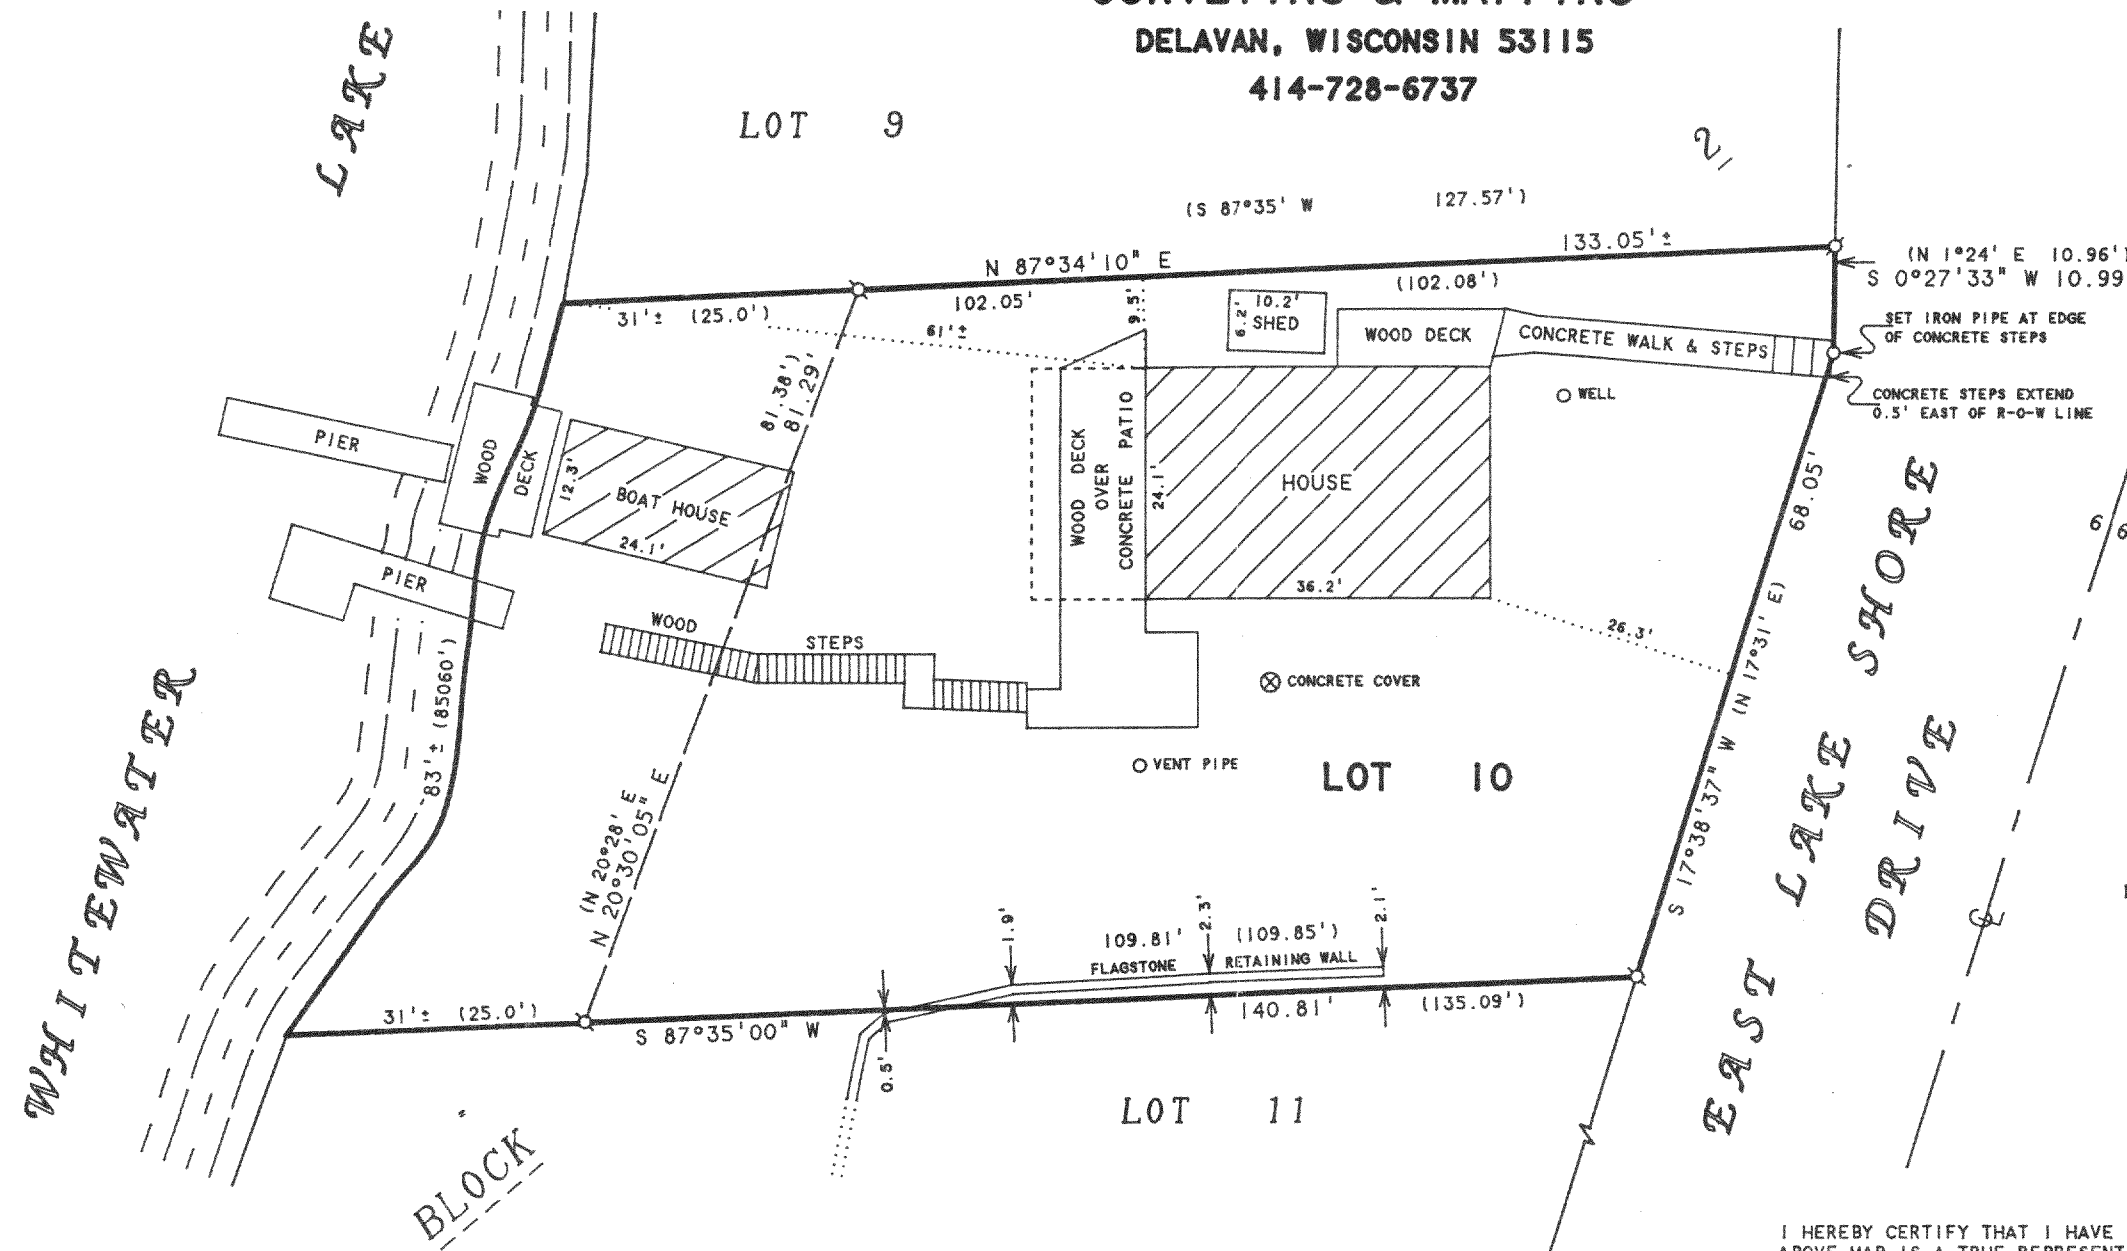 DELAVAN, WISCONSIN 53115
414-728-6737
LAKE
LOT 9
2
(S 87°35' W 127.57')
133.05'±
N 87°34'10" E
(102.08')
102.05'
31'± (25.0')
61'±
9.5'
(N 1°24' E 10.96')
S 0°27'33" W 10.99
SET IRON PIPE AT EDGE
OF CONCRETE STEPS
CONCRETE STEPS EXTEND
0.5' EAST OF R-O-W LINE
10.2'
6.2'
SHED
WOOD DECK
CONCRETE WALK & STEPS
WELL
81.38')
81.29'
PIER
WOOD
DECK
12.3'
BOAT HOUSE
24.1'
WOOD DECK
OVER
CONCRETE PATIO
24.1'
HOUSE
36.2'
68.05'
PIER
WOOD
STEPS
26.3'
CONCRETE COVER
VENT PIPE
LOT 10
83'± (85060')
(N 20°28' E
N 20°30'05" E
S 17°38'37" W (N 17°31' E)
WHITEWATER
EAST LAKE SHORE
DRIVE
6
6
1.9'
2.3'
2.1'
109.81' (109.85')
FLAGSTONE RETAINING WALL
31'± (25.0')
S 87°35'00" W
140.81' (135.09')
0.5'
LOT 11
BLOCK
I HEREBY CERTIFY THAT I HAVE